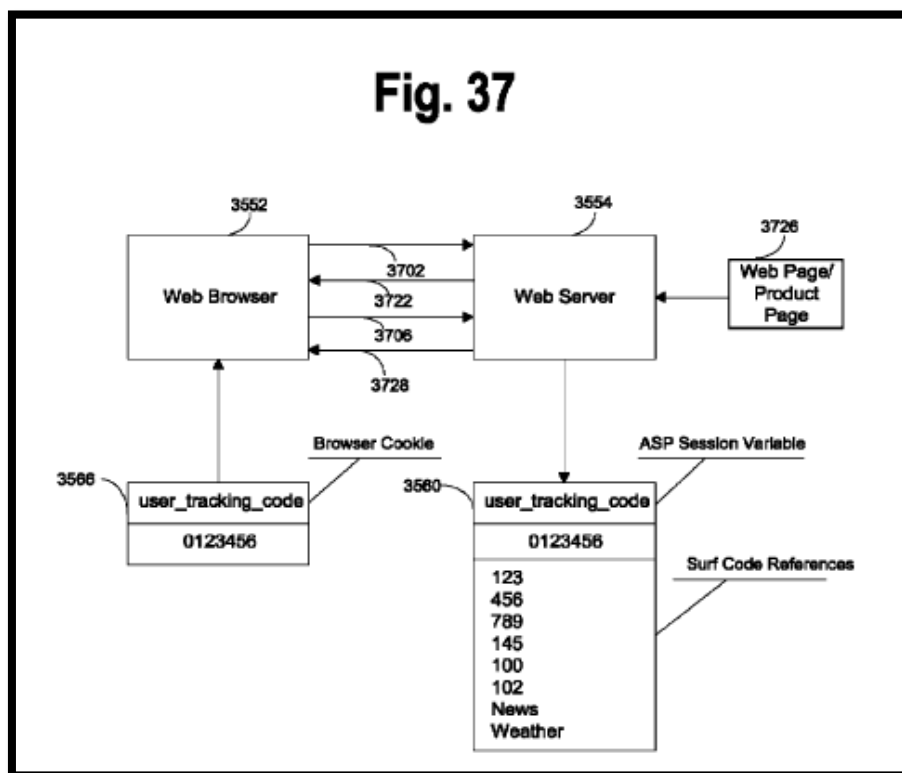 Fig. 37
3552
3554
3726
Web Browser
3702
3722
3706
3728
Web Server
Web Page/
Product
Page
Browser Cookie
ASP Session Variable
3566
user_tracking_code
0123456
3560
user_tracking_code
0123456
Surf Code References
123
456
789
145
100
102
News
Weather